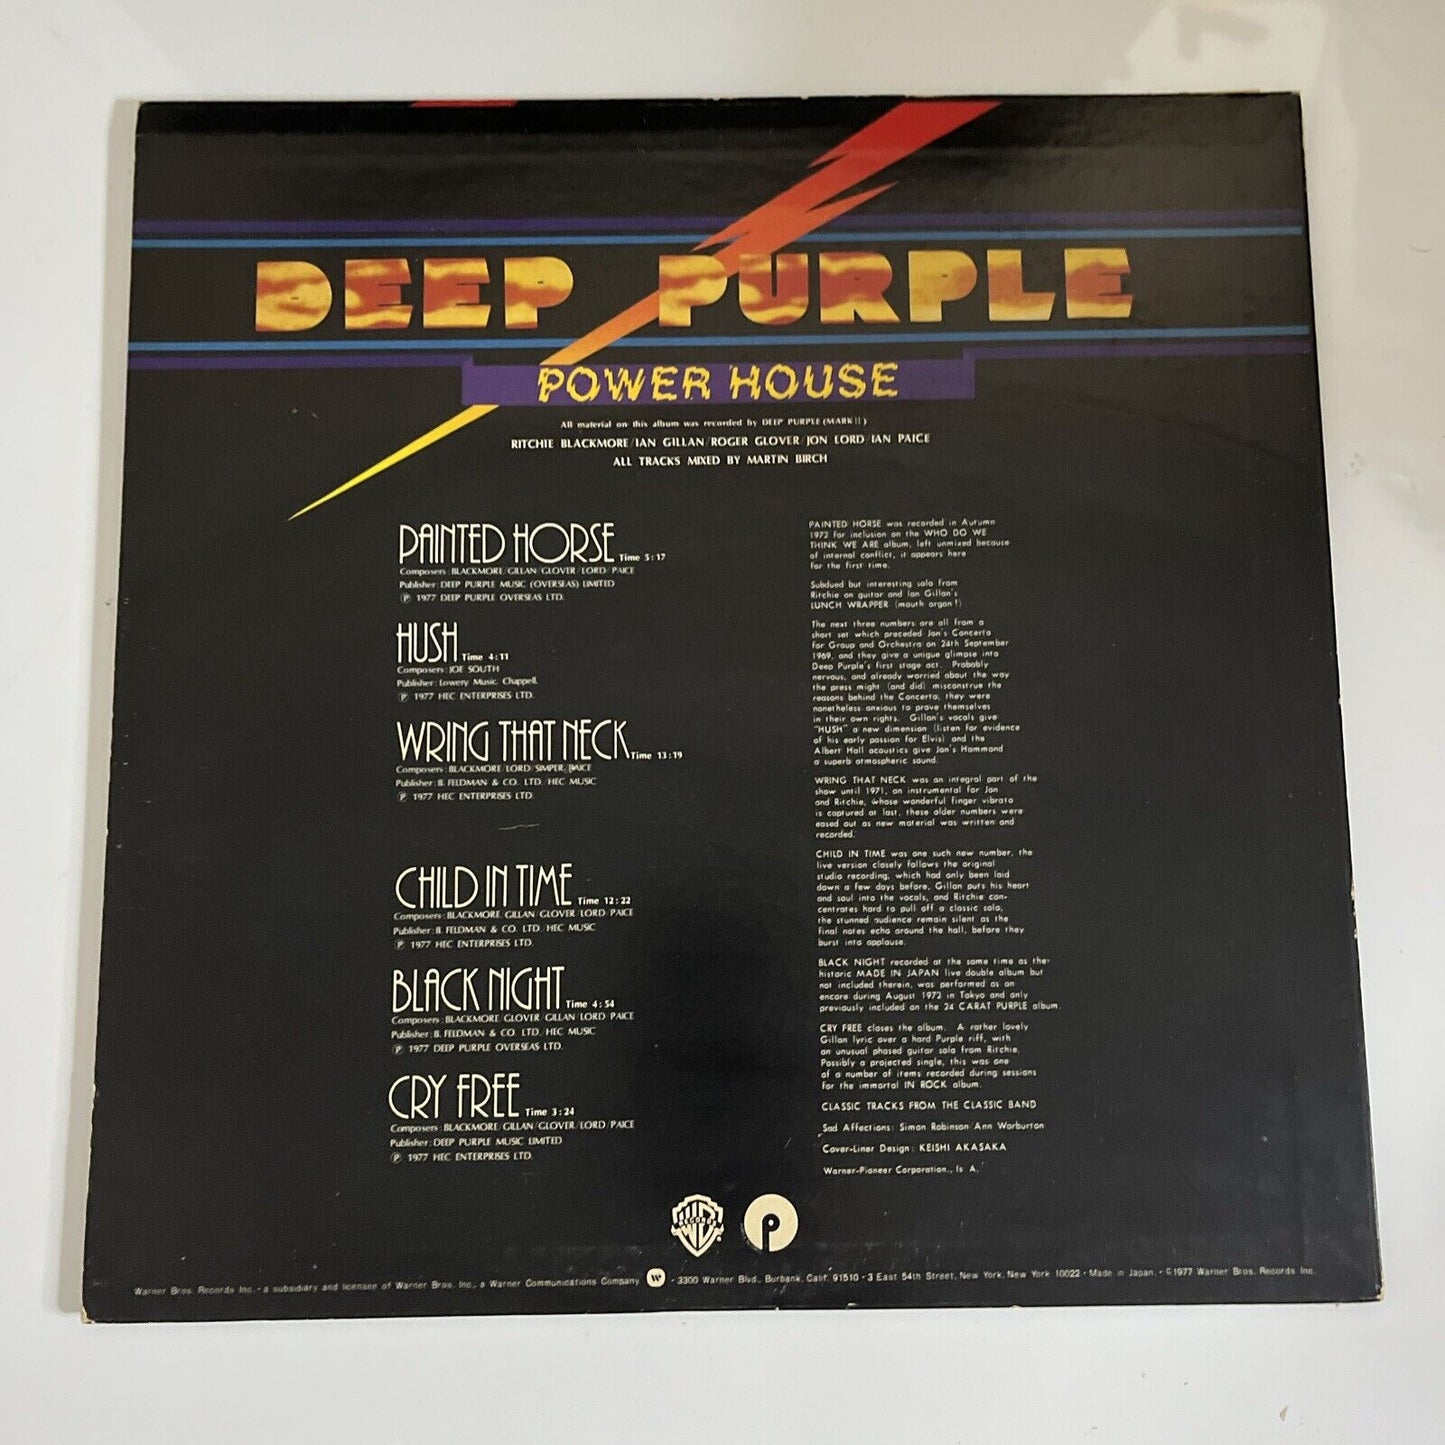 DEEP PURPLE
POWER HOUSE
All material on this album was recorded by DEEP PURPLE (MARK II)
RITCHIE BLACKMORE/IAN GILLAN/ROGER GLOVER/JON LORD/IAN PAICE
ALL TRACKS MIXED BY MARTIN BIRCH
PAINTED HORSE Time 5:17
Composers: BLACKMORE/GILLAN/GLOVER/LORD/PAICE
Publisher: DEEP PURPLE MUSIC (OVERSEAS) LIMITED
Ⓟ 1977 DEEP PURPLE OVERSEAS LTD.
HUSH Time 4:11
Composers: JOE SOUTH
Publisher: Lowery Music. Chappell.
Ⓟ 1977 HEC ENTERPRISES LTD.
WRING THAT NECK Time 13:19
Composers: BLACKMORE/LORD/SIMPER/PAICE
Publisher: B. FELDMAN & CO. LTD./HEC MUSIC
Ⓟ 1977 HEC ENTERPRISES LTD.
CHILD IN TIME Time 12:22
Composers: BLACKMORE/GILLAN/GLOVER/LORD/PAICE
Publisher: B. FELDMAN & CO. LTD./HEC MUSIC
Ⓟ 1977 HEC ENTERPRISES LTD.
BLACK NIGHT Time 4:54
Composers: BLACKMORE/GLOVER/GILLAN/LORD/PAICE
Publisher: B. FELDMAN & CO. LTD./HEC MUSIC
Ⓟ 1977 DEEP PURPLE OVERSEAS LTD.
CRY FREE Time 3:24
Composers: BLACKMORE/GILLAN/GLOVER/LORD/PAICE
Publisher: DEEP PURPLE MUSIC LIMITED
Ⓟ 1977 HEC ENTERPRISES LTD.
PAINTED HORSE was recorded in Autumn
1972 for inclusion on the WHO DO WE
THINK WE ARE album, left unmixed because
of internal conflict, it appears here
for the first time.
Subdued but interesting solo from
Ritchie on guitar and Ian Gillan's
LUNCH WRAPPER (mouth organ!)
The next three numbers are all from a
short set which preceded Jon's Concerto
for Group and Orchestra on 24th September
1969, and they give a unique glimpse into
Deep Purple's first stage act. Probably
nervous, and already worried about the way
the press might (and did) misconstrue the
reasons behind the Concerto, they were
nonetheless anxious to prove themselves
in their own rights. Gillan's vocals give
"HUSH" a new dimension (listen for evidence
of his early passion for Elvis) and the
Albert Hall acoustics give Jon's Hammond
a superb atmospheric sound.
WRING THAT NECK was an integral part of the
show until 1971, an instrumental for Jon
and Ritchie, whose wonderful finger vibrato
is captured at last, these older numbers were
eased out as new material was written and
recorded.
CHILD IN TIME was one such new number, the
live version closely follows the original
studio recording, which had only been laid
down a few days before, Gillan puts his heart
and soul into the vocals, and Ritchie con-
centrates hard to pull off a classic solo,
the stunned audience remain silent as the
final notes echo around the hall, before they
burst into applause.
BLACK NIGHT recorded at the same time as the
historic MADE IN JAPAN live double album but
not included therein, was performed as an
encore during August 1972 in Tokyo and only
previously included on the 24 CARAT PURPLE album.
CRY FREE closes the album. A rather lovely
Gillan lyric over a hard Purple riff, with
an unusual phased guitar solo from Ritchie.
Possibly a projected single, this was one
of a number of items recorded during sessions
for the immortal IN ROCK album.
CLASSIC TRACKS FROM THE CLASSIC BAND
Sad Affections: Simon Robinson Ann Warburton
Cover-Liner Design: KEISHI AKASAKA
Warner-Pioneer Corporation., Is A.
WB RECORDS P
Warner Bros. Records Inc. • a subsidiary and licensee of Warner Bros. Inc., a Warner Communications Company W • 3300 Warner Blvd., Burbank, Calif. 91510 • 3 East 54th Street, New York, New York 10022 • Made in Japan. • ©1977 Warner Bros. Records Inc.